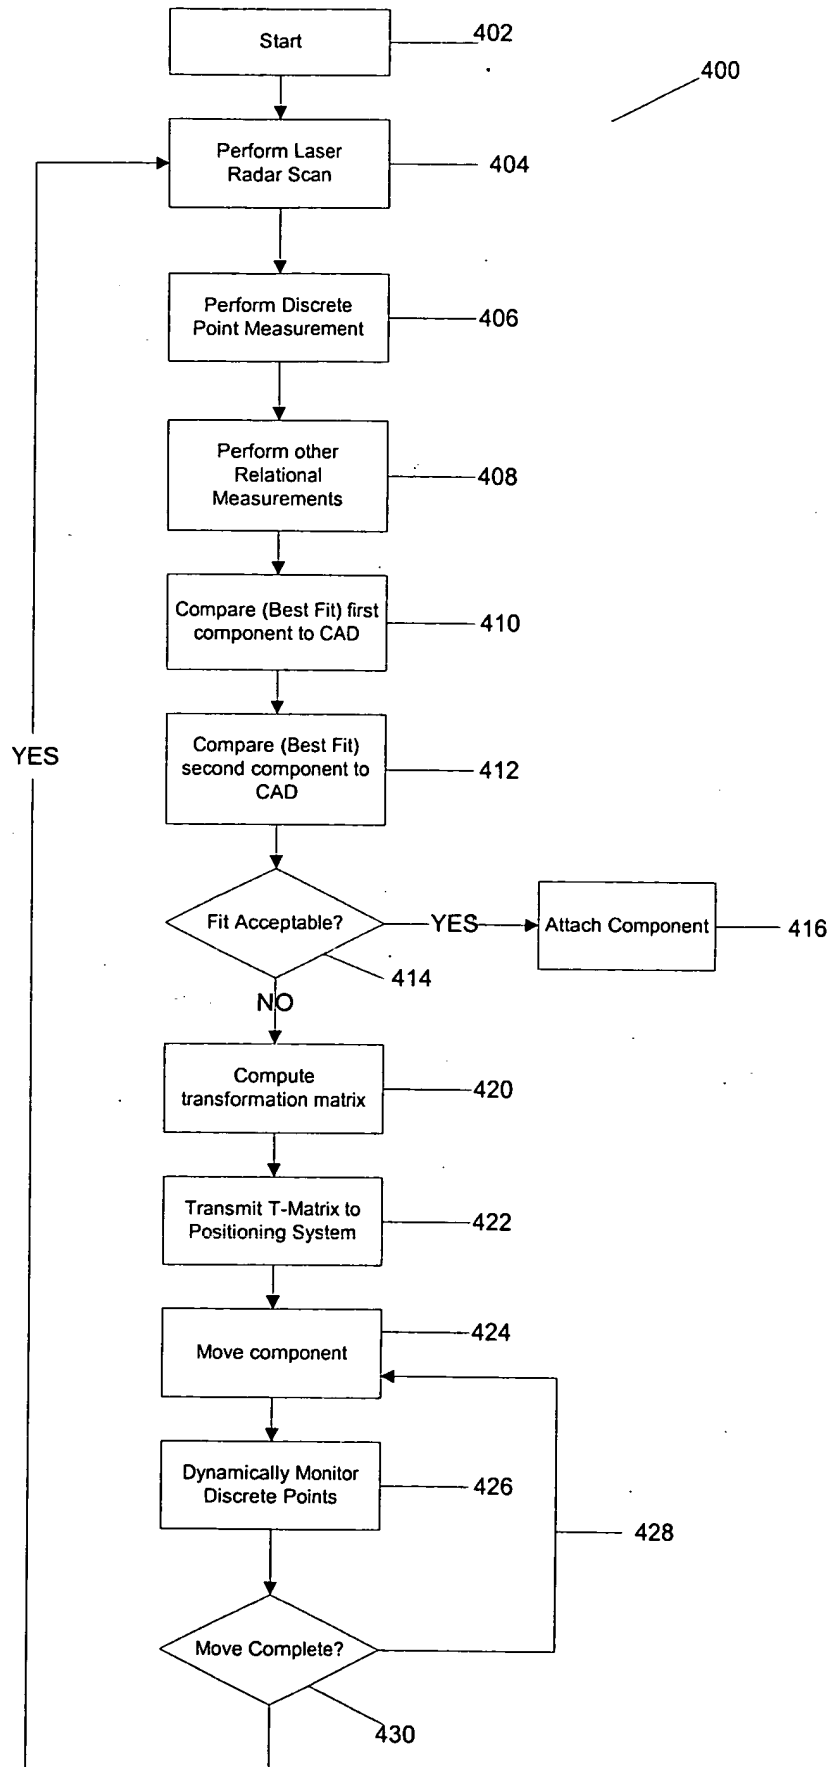 Start
402
400
Perform Laser
Radar Scan
404
Perform Discrete
Point Measurement
406
Perform other
Relational
Measurements
408
Compare (Best Fit) first
component to CAD
410
YES
Compare (Best Fit)
second component to
CAD
412
Fit Acceptable?
YES
Attach Component
416
414
NO
Compute
transformation matrix
420
Transmit T-Matrix to
Positioning System
422
Move component
424
Dynamically Monitor
Discrete Points
426
428
Move Complete?
430